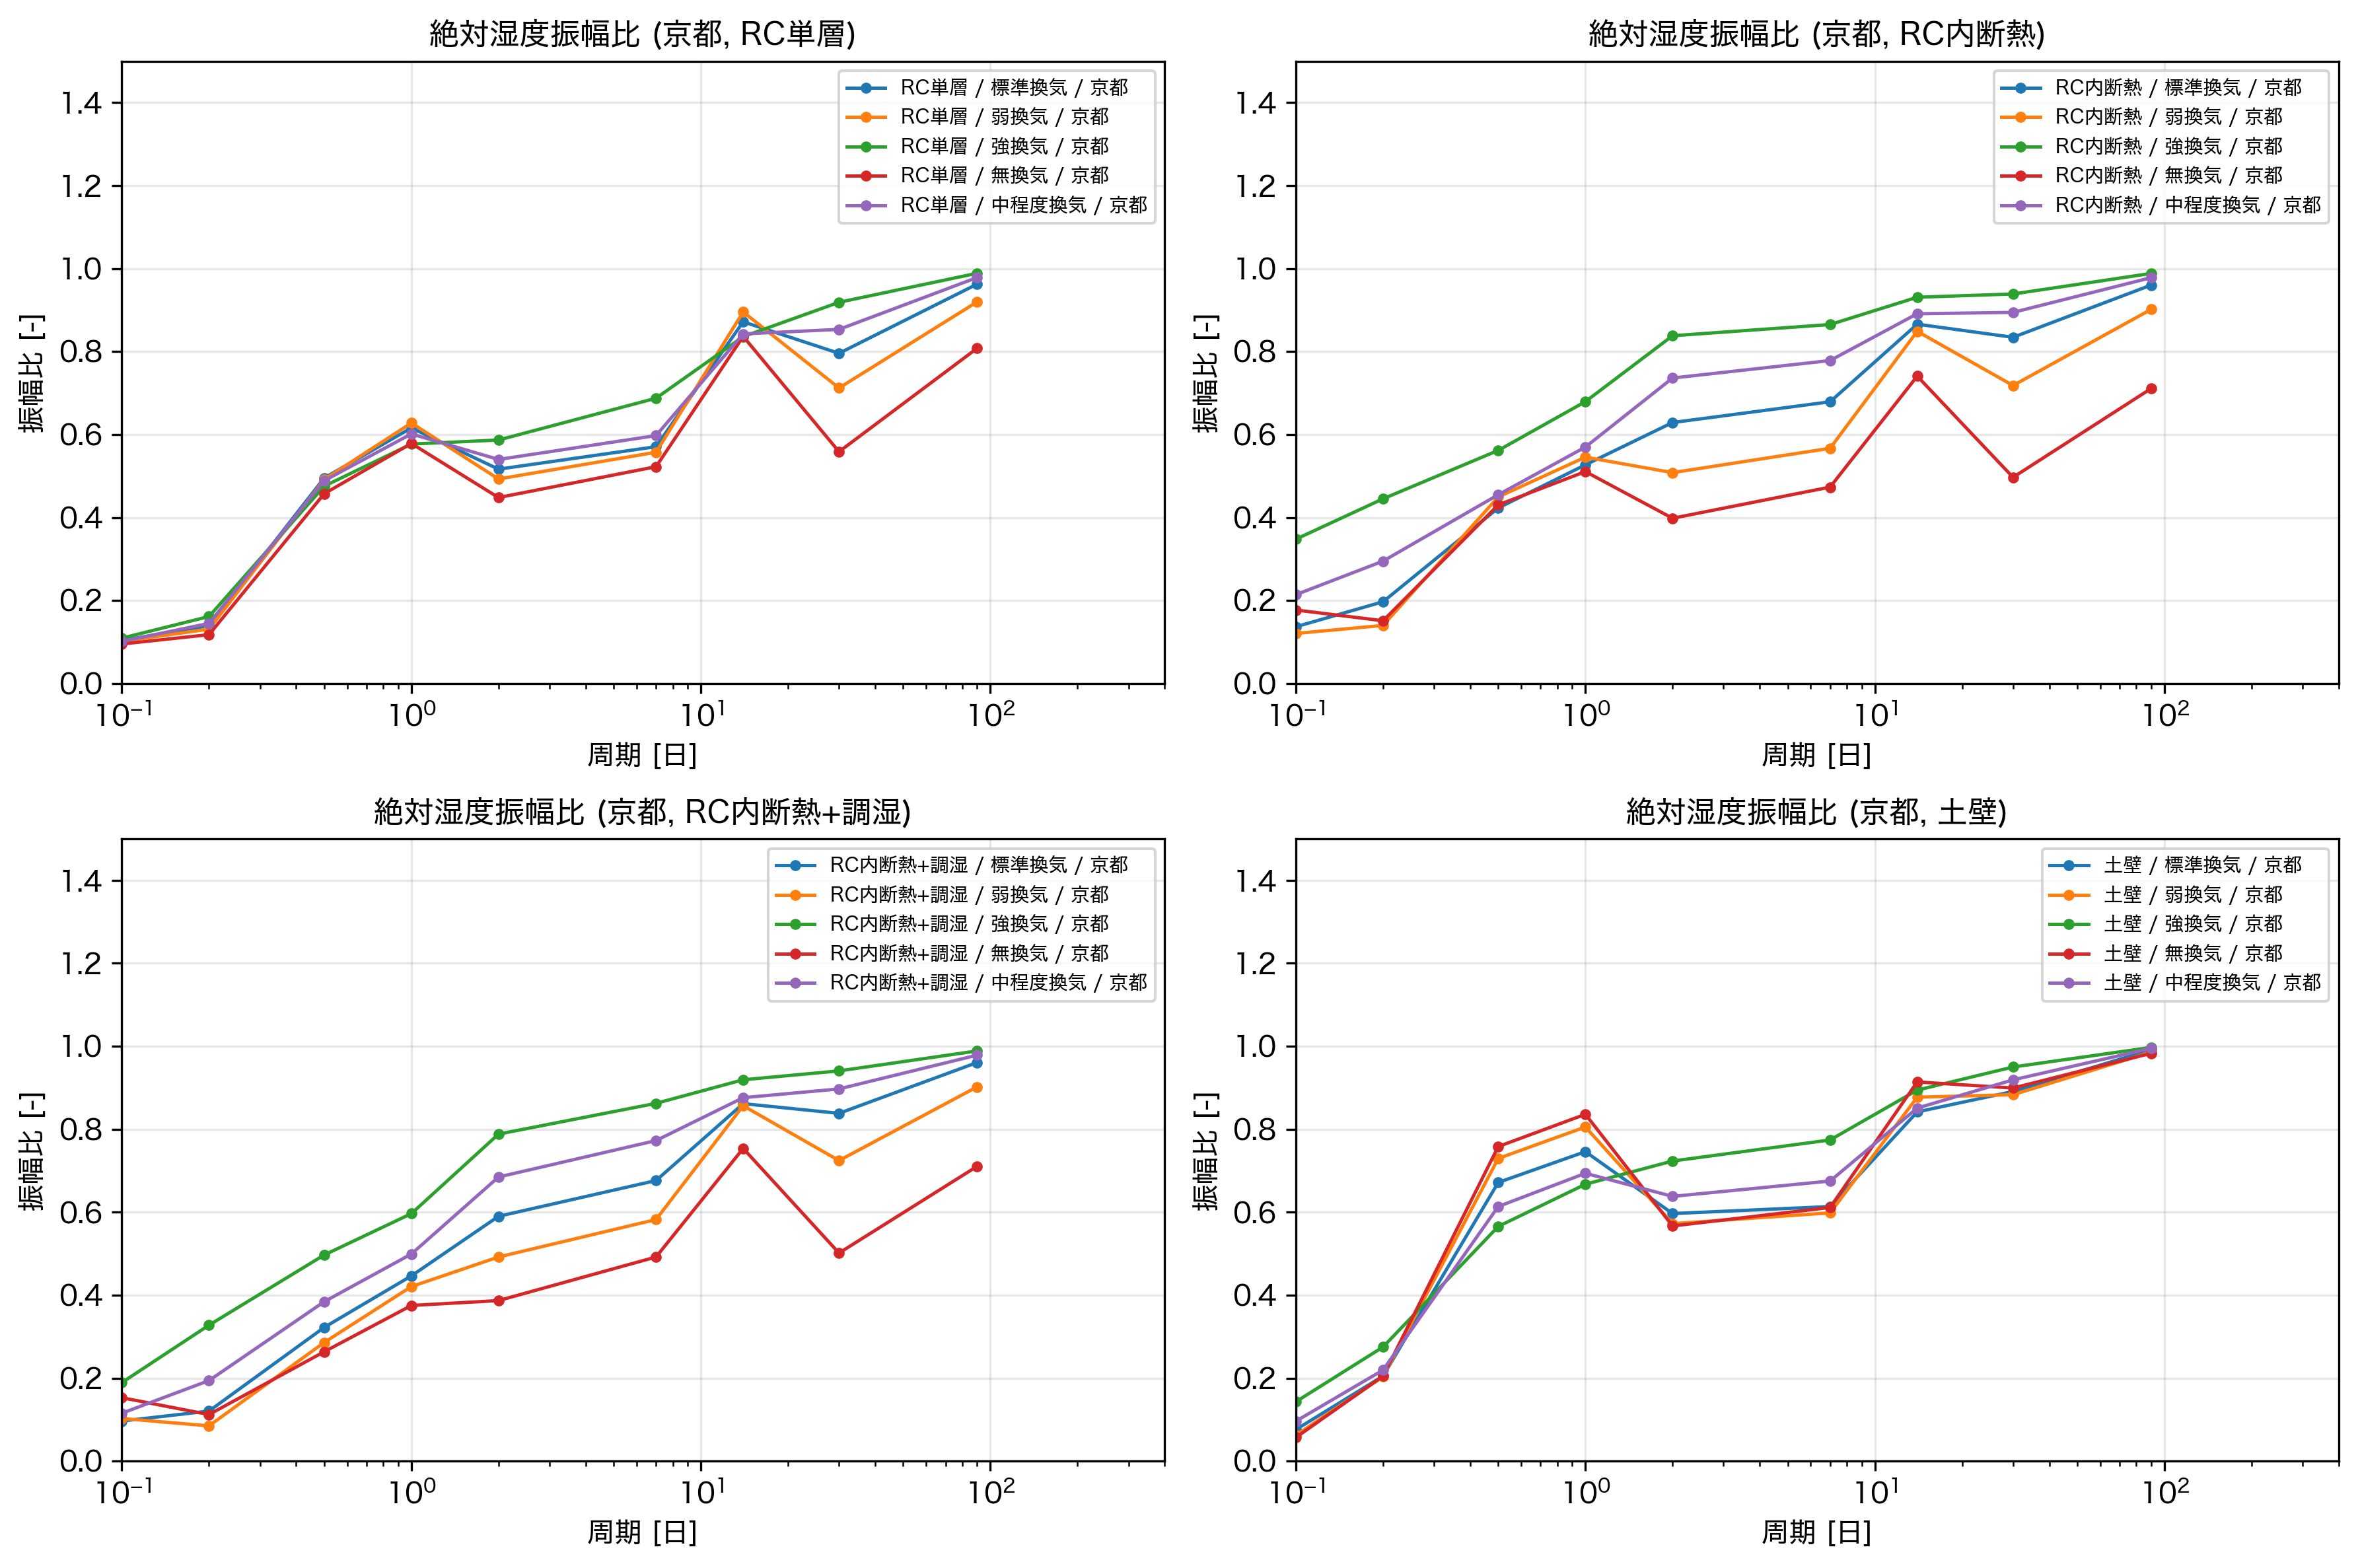 絶対湿度振幅比 (京都, RC単層)
1.4
1.2
1.0
0.8
0.6
0.4
0.2
0.0
振幅比 [-]
10⁻¹
10⁰
10¹
10²
周期 [日]
RC単層 / 標準換気 / 京都
RC単層 / 弱換気 / 京都
RC単層 / 強換気 / 京都
RC単層 / 無換気 / 京都
RC単層 / 中程度換気 / 京都
絶対湿度振幅比 (京都, RC内断熱)
1.4
1.2
1.0
0.8
0.6
0.4
0.2
0.0
振幅比 [-]
10⁻¹
10⁰
10¹
10²
周期 [日]
RC内断熱 / 標準換気 / 京都
RC内断熱 / 弱換気 / 京都
RC内断熱 / 強換気 / 京都
RC内断熱 / 無換気 / 京都
RC内断熱 / 中程度換気 / 京都
絶対湿度振幅比 (京都, RC内断熱+調湿)
1.4
1.2
1.0
0.8
0.6
0.4
0.2
0.0
振幅比 [-]
10⁻¹
10⁰
10¹
10²
周期 [日]
RC内断熱+調湿 / 標準換気 / 京都
RC内断熱+調湿 / 弱換気 / 京都
RC内断熱+調湿 / 強換気 / 京都
RC内断熱+調湿 / 無換気 / 京都
RC内断熱+調湿 / 中程度換気 / 京都
絶対湿度振幅比 (京都, 土壁)
1.4
1.2
1.0
0.8
0.6
0.4
0.2
0.0
振幅比 [-]
10⁻¹
10⁰
10¹
10²
周期 [日]
土壁 / 標準換気 / 京都
土壁 / 弱換気 / 京都
土壁 / 強換気 / 京都
土壁 / 無換気 / 京都
土壁 / 中程度換気 / 京都